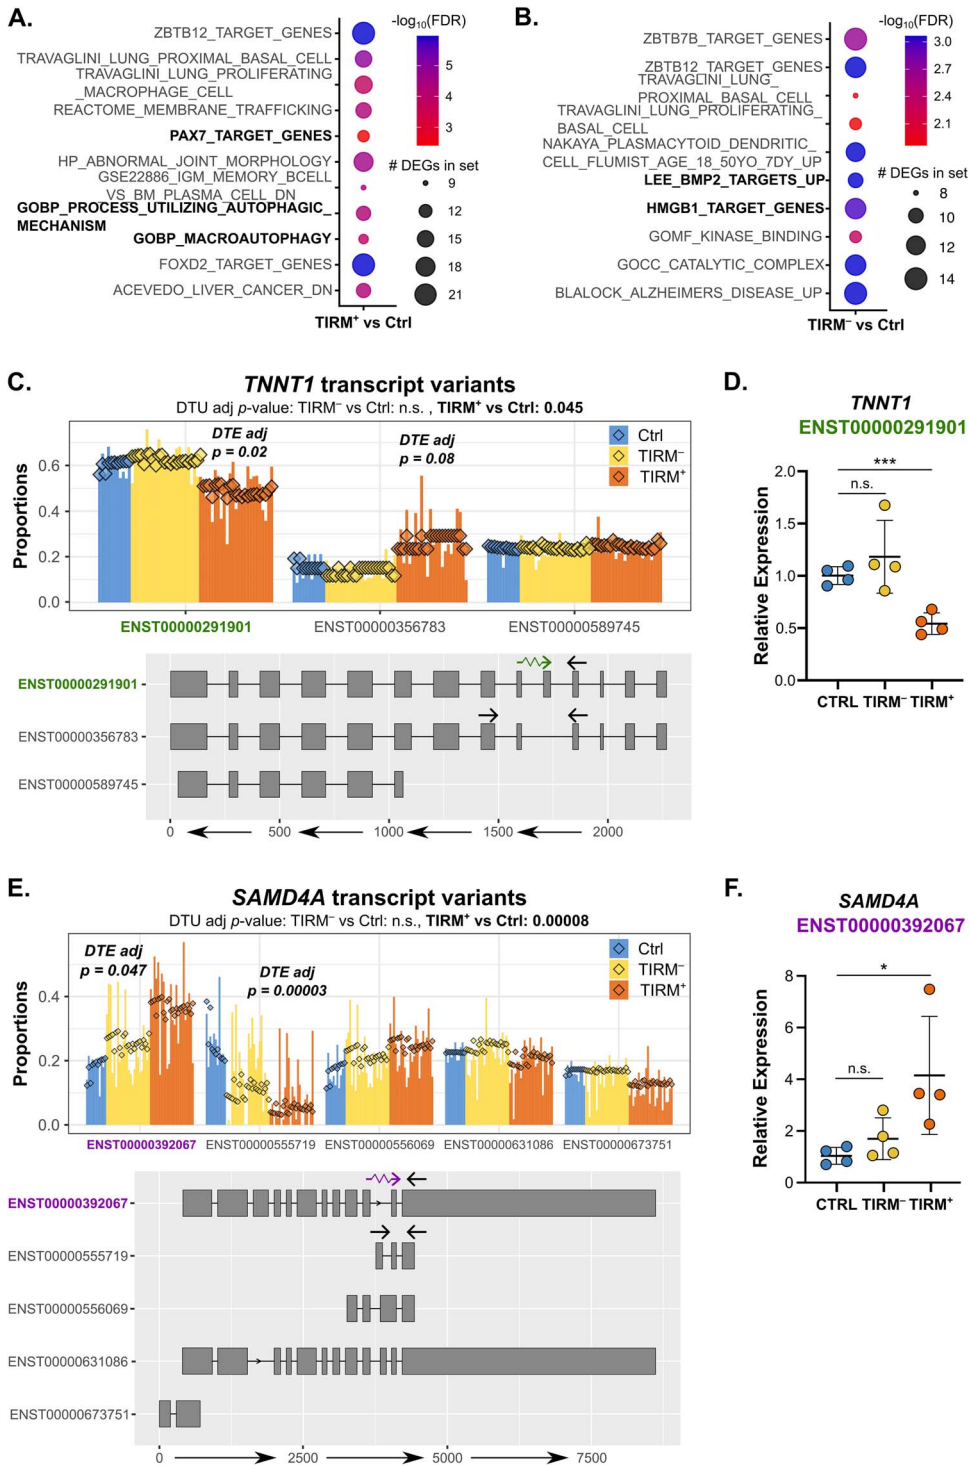 A.
ZBTB12_TARGET_GENES
TRAVAGLINI_LUNG_PROXIMAL_BASAL_CELL
TRAVAGLINI_LUNG_PROLIFERATING
_MACROPHAGE_CELL
REACTOME_MEMBRANE_TRAFFICKING
PAX7_TARGET_GENES
HP_ABNORMAL_JOINT_MORPHOLOGY
GSE22886_IGM_MEMORY_BCELL
_VS_BM_PLASMA_CELL_DN
GOBP_PROCESS_UTILIZING_AUTOPHAGIC_
MECHANISM
GOBP_MACROAUTOPHAGY
FOXD2_TARGET_GENES
ACEVEDO_LIVER_CANCER_DN
TIRM+ vs Ctrl
-log10(FDR)
5
4
3
# DEGs in set
9
12
15
18
21
B.
ZBTB7B_TARGET_GENES
ZBTB12_TARGET_GENES
TRAVAGLINI_LUNG_
PROXIMAL_BASAL_CELL
TRAVAGLINI_LUNG_PROLIFERATING_
BASAL_CELL
NAKAYA_PLASMACYTOID_DENDRITIC_
CELL_FLUMIST_AGE_18_50YO_7DY_UP
LEE_BMP2_TARGETS_UP
HMGB1_TARGET_GENES
GOMF_KINASE_BINDING
GOCC_CATALYTIC_COMPLEX
BLALOCK_ALZHEIMERS_DISEASE_UP
TIRM– vs Ctrl
-log10(FDR)
3.0
2.7
2.4
2.1
# DEGs in set
8
10
12
14
C.
TNNT1 transcript variants
DTU adj p-value: TIRM– vs Ctrl: n.s. , TIRM+ vs Ctrl: 0.045
DTE adj
p = 0.02
DTE adj
p = 0.08
Ctrl
TIRM–
TIRM+
Proportions
0.6
0.4
0.2
0.0
ENST00000291901 ENST00000356783 ENST00000589745
ENST00000291901
ENST00000356783
ENST00000589745
0 500 1000 1500 2000
D.
TNNT1
ENST00000291901
Relative Expression
2.0
1.5
1.0
0.5
0.0
***
n.s.
CTRL TIRM– TIRM+
E.
SAMD4A transcript variants
DTU adj p-value: TIRM– vs Ctrl: n.s., TIRM+ vs Ctrl: 0.00008
DTE adj
p = 0.047
DTE adj
p = 0.00003
Ctrl
TIRM–
TIRM+
Proportions
0.4
0.2
0.0
ENST00000392067 ENST00000555719 ENST00000556069 ENST00000631086 ENST00000673751
ENST00000392067
ENST00000555719
ENST00000556069
ENST00000631086
ENST00000673751
0 2500 5000 7500
F.
SAMD4A
ENST00000392067
Relative Expression
8
6
4
2
0
*
n.s.
CTRL TIRM– TIRM+